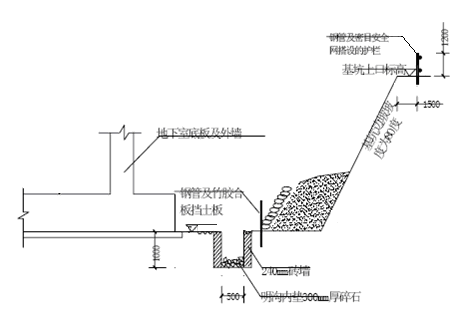 钢管及密目安全
网搭设的护栏
1200
基坑上口标高
1500
基坑边坡坡
度为80度
地下室底板及外墙
钢管及竹胶合
板挡土板
1000
240mm砖墙
500
明沟内垫300mm厚碎石